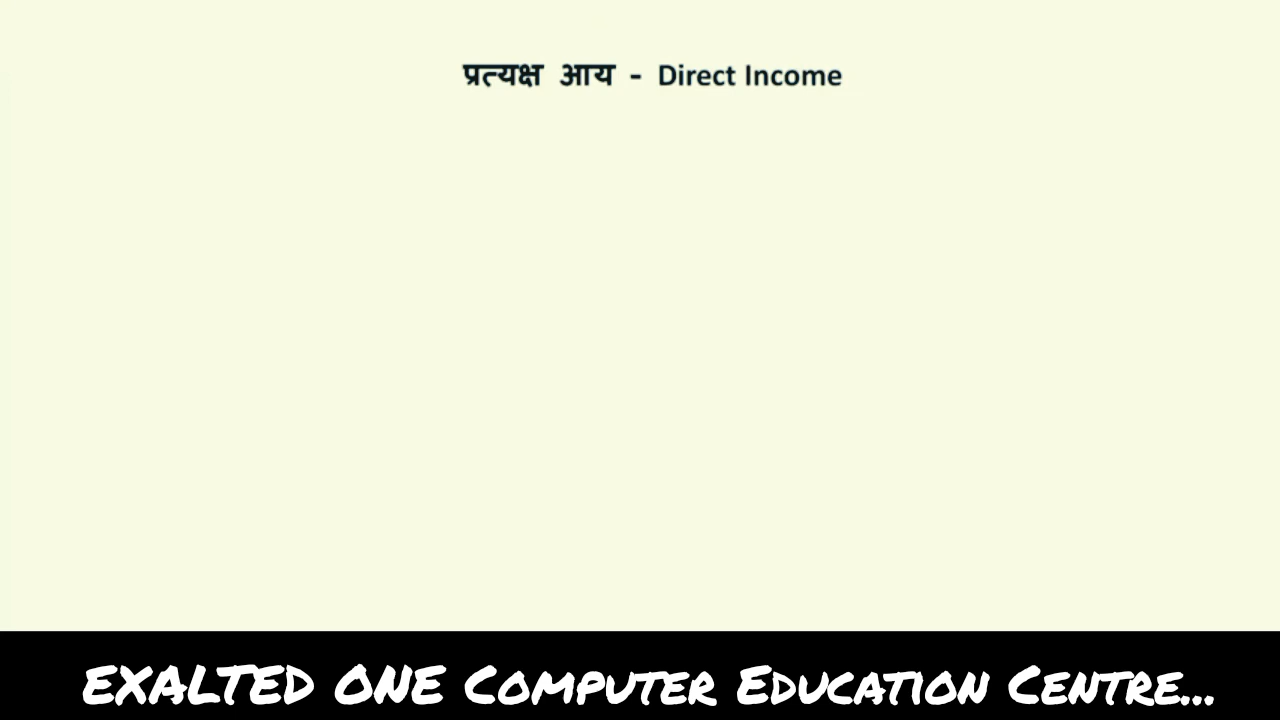 प्रत्यक्ष आय - Direct Income
EXALTED ONE COMPUTER EDUCATION CENTRE...